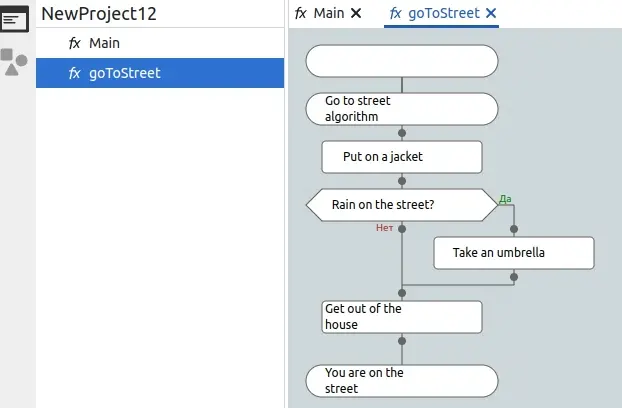 NewProject12
fx Main
fx goToStreet
fx Main X
fx goToStreet X
Go to street
algorithm
Put on a jacket
Rain on the street?
Да
Нет
Take an umbrella
Get out of the
house
You are on the
street